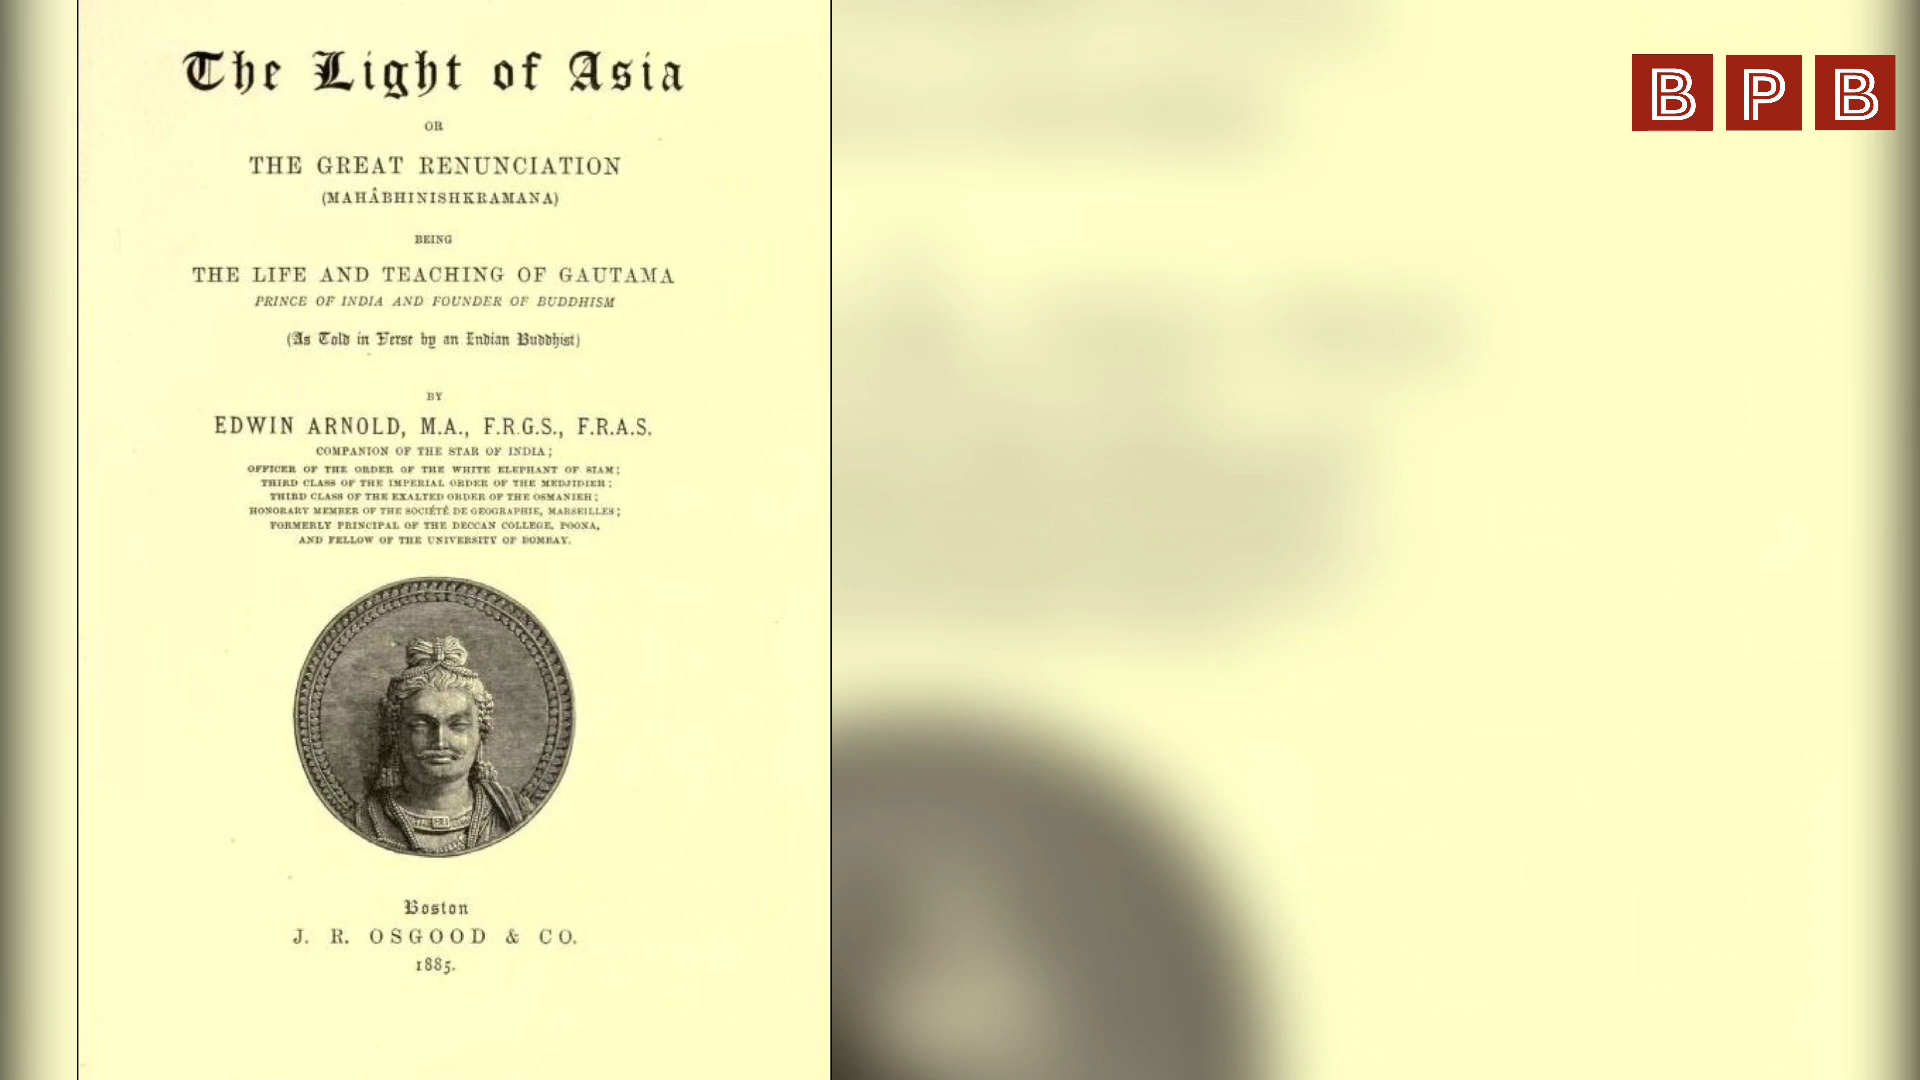 The Light of Asia
OR
THE GREAT RENUNCIATION
(MAHÂBHINISHKRAMANA)
BEING
THE LIFE AND TEACHING OF GAUTAMA
PRINCE OF INDIA AND FOUNDER OF BUDDHISM
(As Told in Verse by an Indian Buddhist)
BY
EDWIN ARNOLD, M.A., F.R.G.S., F.R.A.S.
COMPANION OF THE STAR OF INDIA;
OFFICER OF THE ORDER OF THE WHITE ELEPHANT OF SIAM;
THIRD CLASS OF THE IMPERIAL ORDER OF THE MEDJIDIEH;
THIRD CLASS OF THE EXALTED ORDER OF THE OSMANIEH;
HONORARY MEMBER OF THE SOCIÉTÉ DE GEOGRAPHIE, MARSEILLES;
FORMERLY PRINCIPAL OF THE DECCAN COLLEGE, POONA,
AND FELLOW OF THE UNIVERSITY OF BOMBAY.
Boston
J. R. OSGOOD & CO.
1885.
BPB